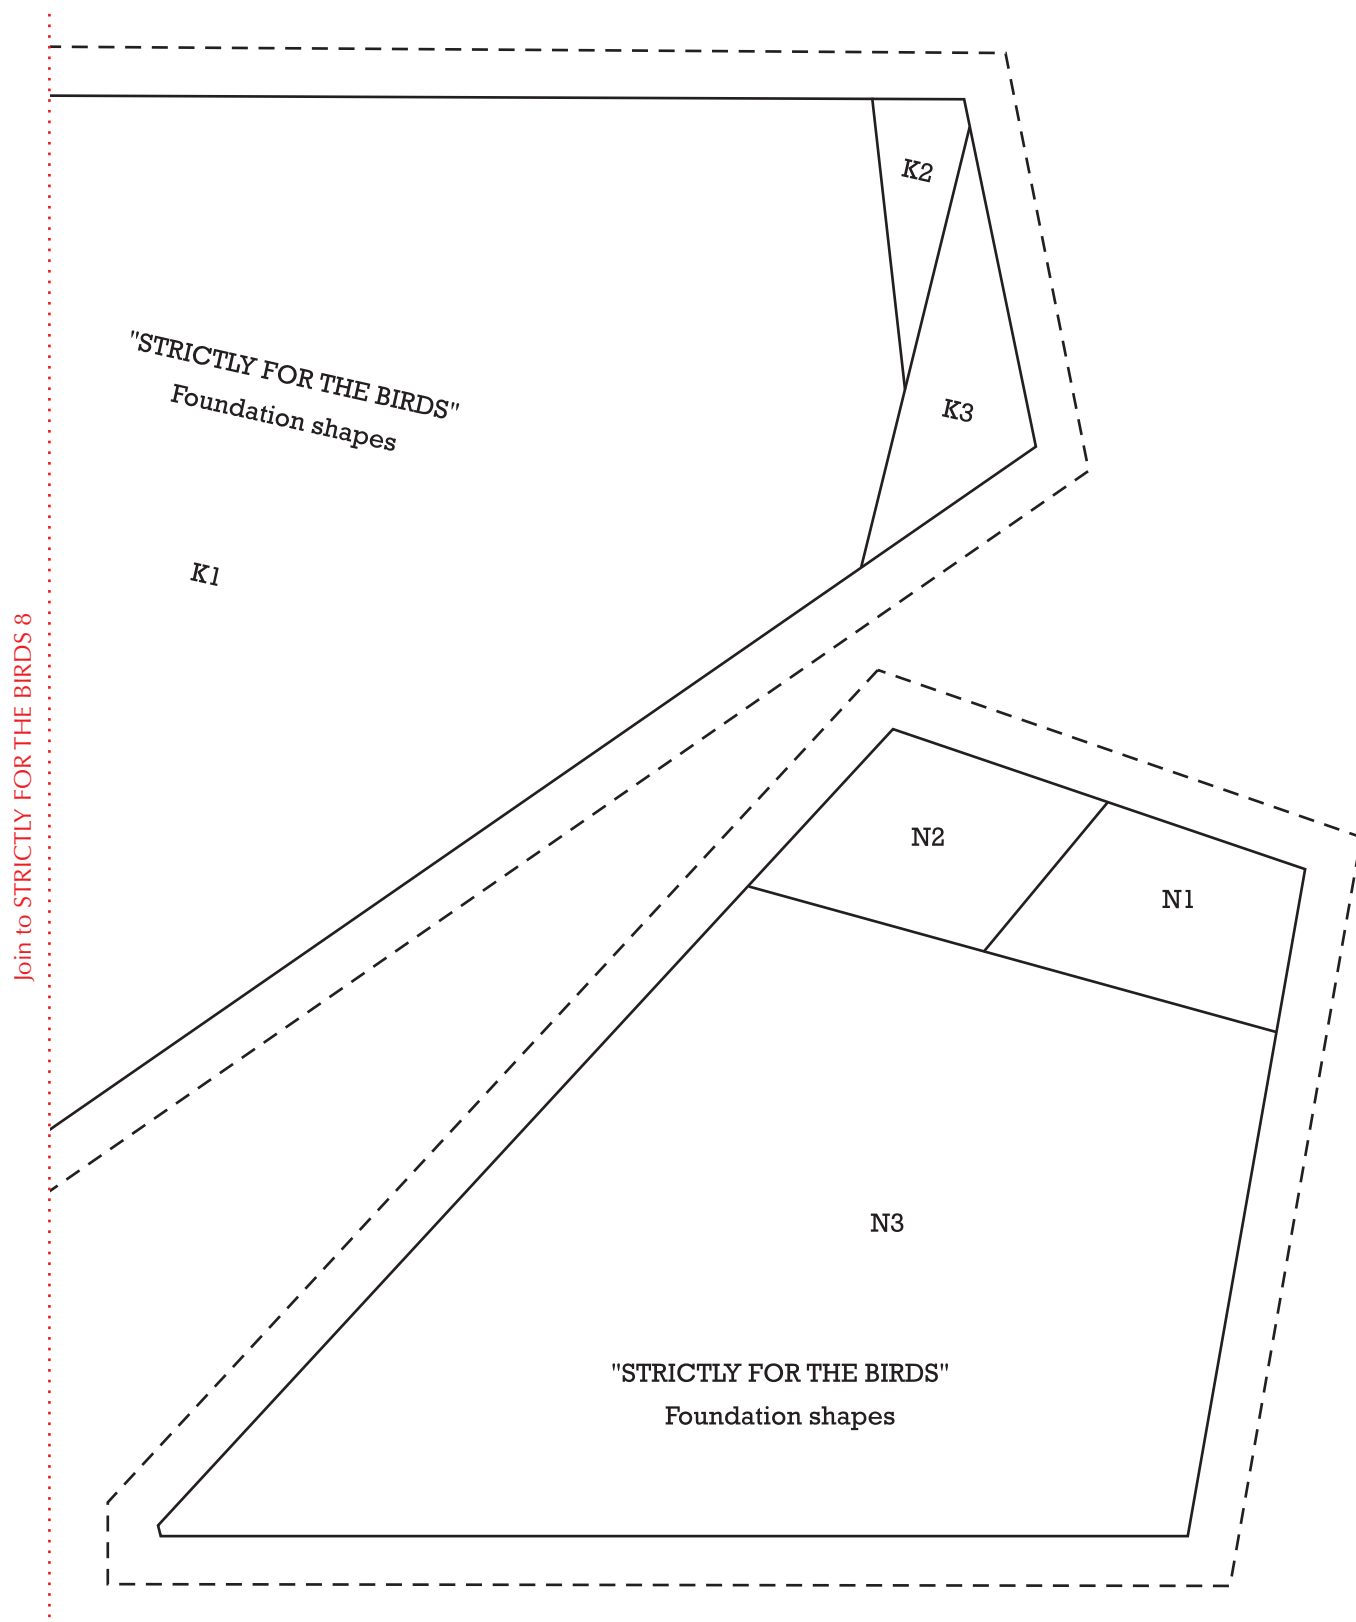 K2
"STRICTLY FOR THE BIRDS"
Foundation shapes
K3
K1
Join to STRICTLY FOR THE BIRDS 8
N2
N1
N3
"STRICTLY FOR THE BIRDS"
Foundation shapes